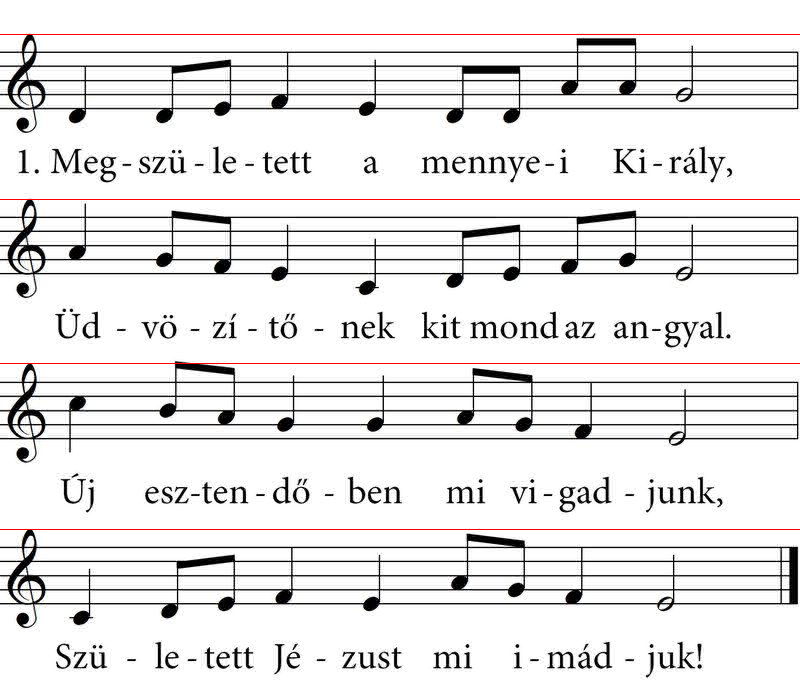 1. Meg-szü-le-tett a mennye-i Ki-rály,
Üd - vö - zí - tő - nek kit mond az an-gyal.
Új esz-ten-dő - ben mi vi-gad - junk,
Szü - le-tett Jé - zust mi i-mád - juk!